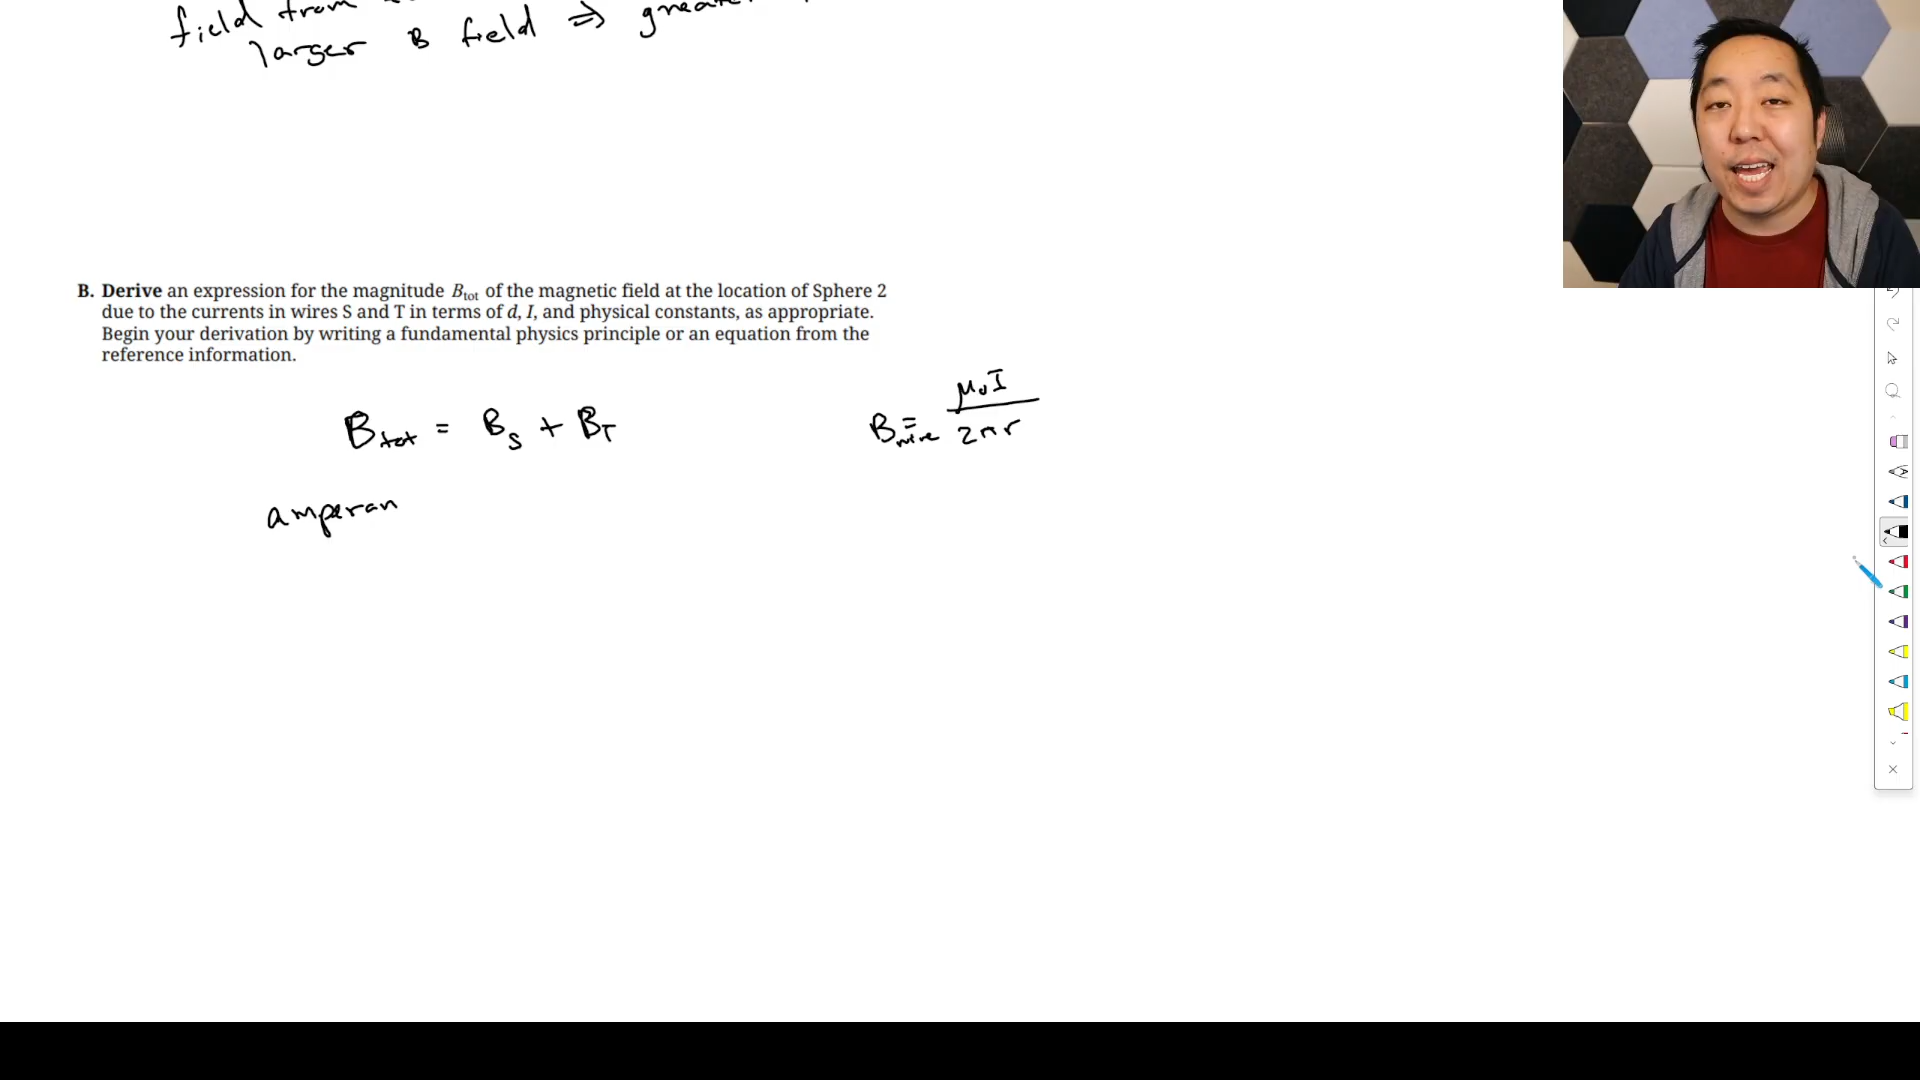 field from
larger B field ⇒
B. Derive an expression for the magnitude B_tot of the magnetic field at the location of Sphere 2
due to the currents in wires S and T in terms of d, I, and physical constants, as appropriate.
Begin your derivation by writing a fundamental physics principle or an equation from the
reference information.
B_tot = B_S + B_T
B_wire = μ₀I / 2πr
amperan